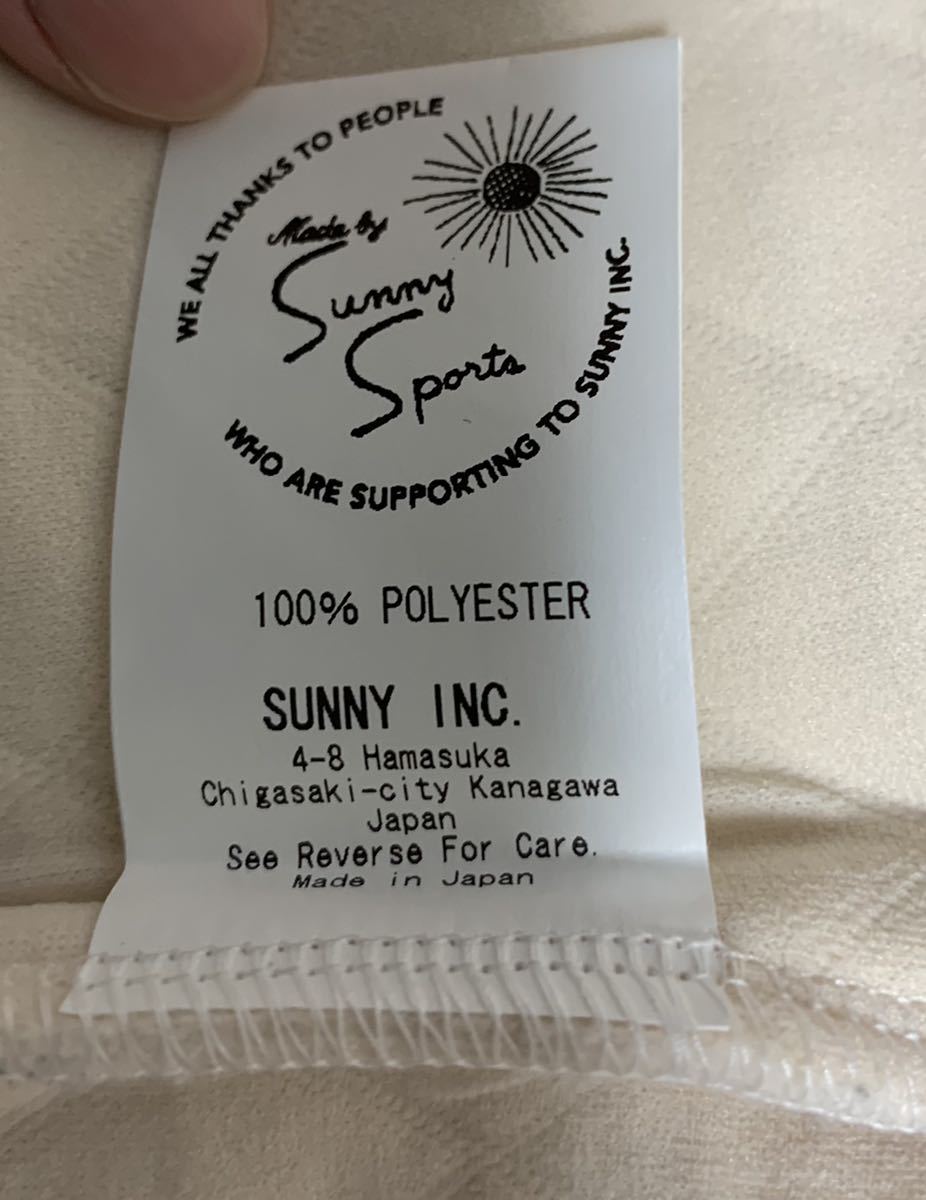 WE ALL THANKS TO PEOPLE
Made by
Sunny
Sports
WHO ARE SUPPORTING TO SUNNY INC.
100% POLYESTER
SUNNY INC.
4-8 Hamasuka
Chigasaki-city Kanagawa
Japan
See Reverse For Care.
Made in Japan